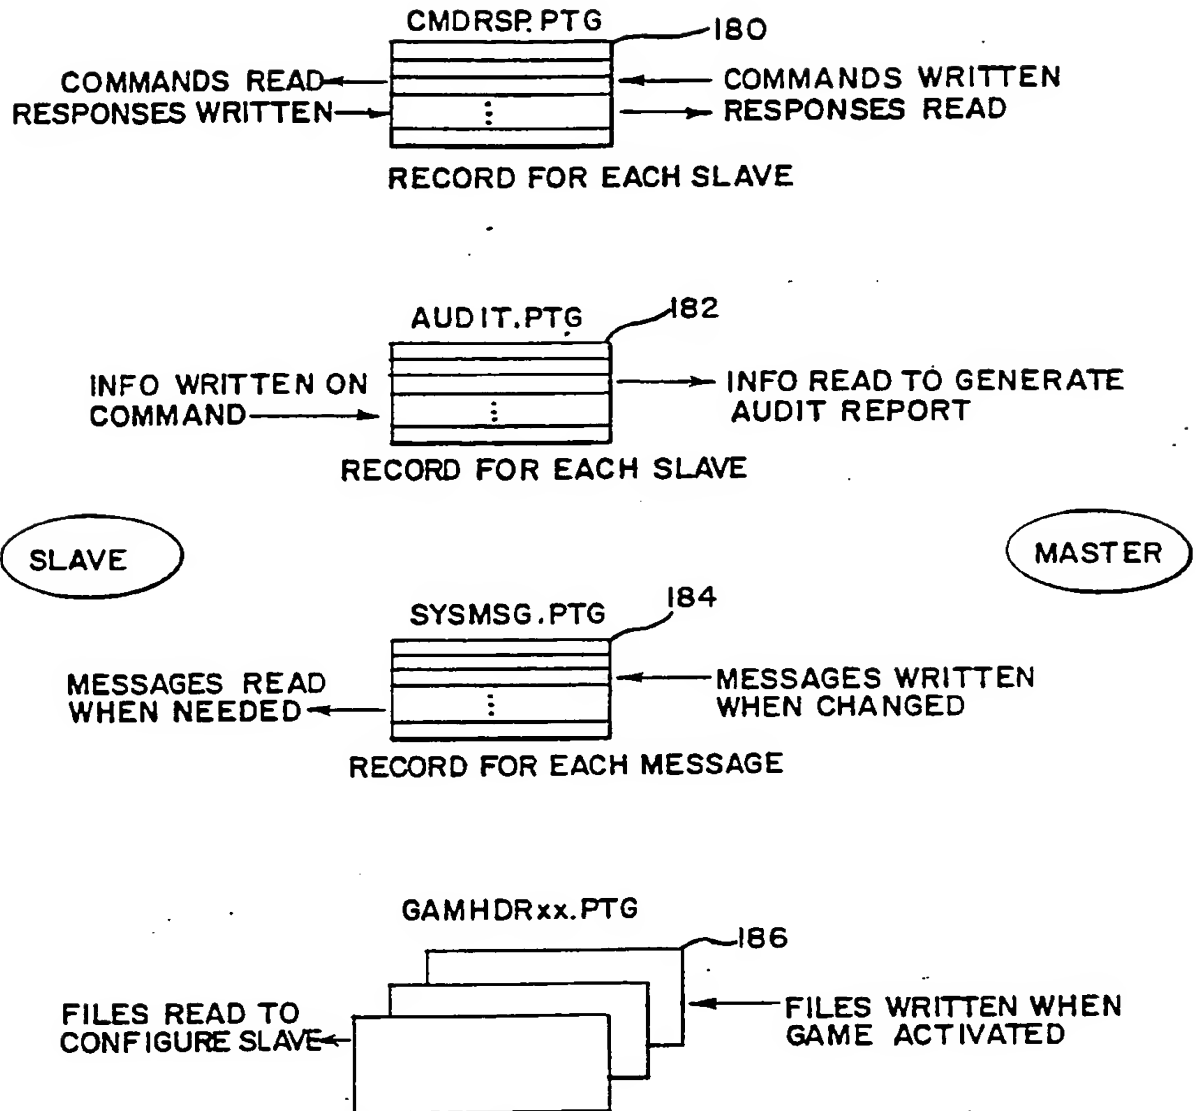 CMDRSP.PTG
180
COMMANDS READ
RESPONSES WRITTEN
COMMANDS WRITTEN
RESPONSES READ
RECORD FOR EACH SLAVE
AUDIT.PTG
182
INFO WRITTEN ON
COMMAND
INFO READ TO GENERATE
AUDIT REPORT
RECORD FOR EACH SLAVE
SLAVE
MASTER
SYSMSG.PTG
184
MESSAGES READ
WHEN NEEDED
MESSAGES WRITTEN
WHEN CHANGED
RECORD FOR EACH MESSAGE
GAMHDRxx.PTG
186
FILES READ TO
CONFIGURE SLAVE
FILES WRITTEN WHEN
GAME ACTIVATED